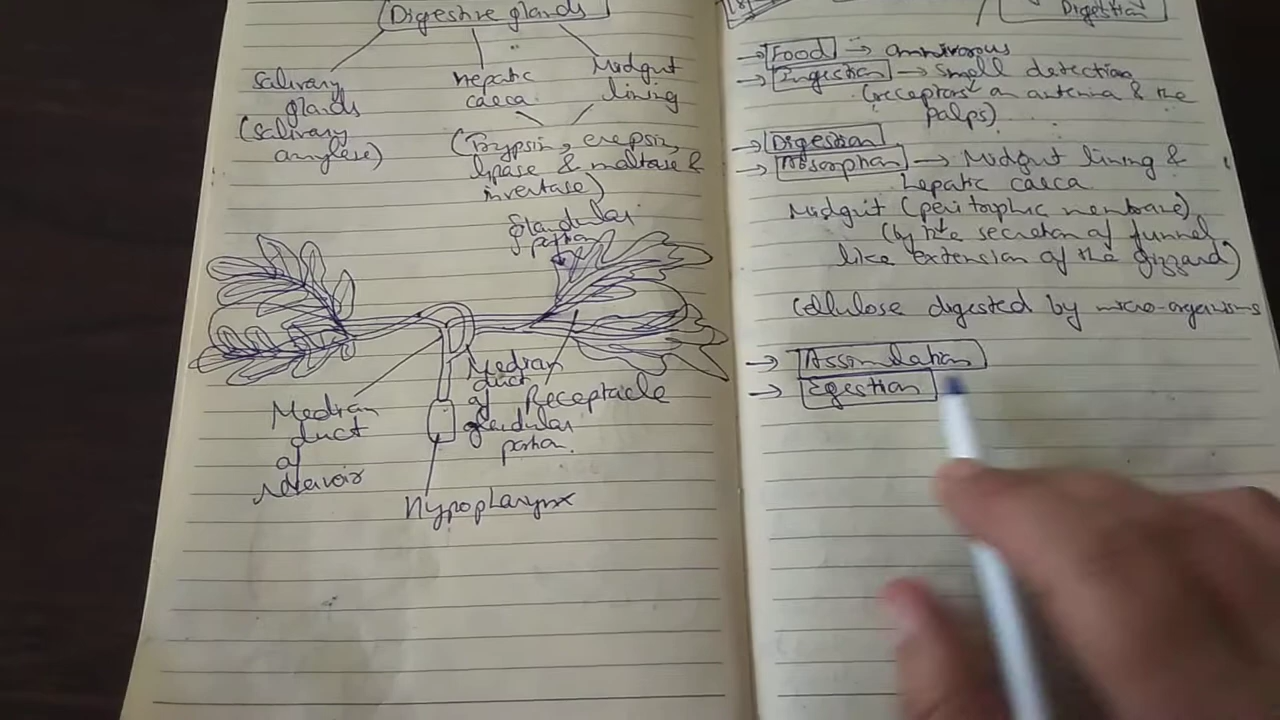 Digestive glands
Salivary
glands
(salivary
amylase)
hepatic
caeca
Midgut
lining
(Trypsin, erepsin,
lipase & maltase &
invertase)
Glandular
portion
Median
duct
of
reservoir
Median
duct
of
glandular
portion.
Receptacle
Hypopharynx
Digestion
→ Food → omnivorous
→ Ingestion → smell detection
(receptors on antenna & the
palps)
→ Digestion
→ Absorption → Midgut lining &
hepatic caeca
Midgut (peritrophic membrane)
(by the secretion of funnel
like extension of the gizzard)
Cellulose digested by micro-organisms
→ Assimilation
→ Egestion